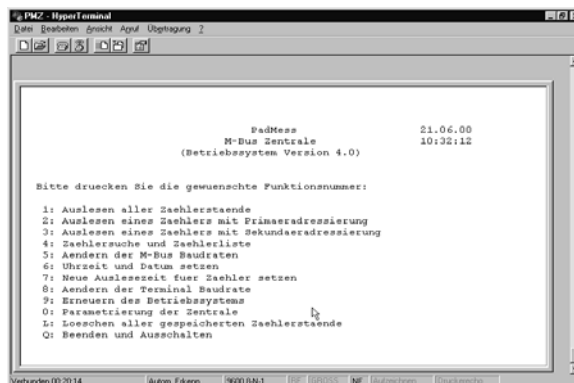 PMZ - HyperTerminal
Datei Bearbeiten Ansicht Anruf Übertragung ?
PadMess 21.06.00
M-Bus Zentrale 10:32:12
(Betriebssystem Version 4.0)
Bitte druecken Sie die gewuenschte Funktionsnummer:
1: Auslesen aller Zaehlerstaende
2: Auslesen eines Zaehlers mit Primaeradressierung
3: Auslesen eines Zaehlers mit Sekundaeradressierung
4: Zaehlersuche und Zaehlerliste
5: Aendern der M-Bus Baudraten
6: Uhrzeit und Datum setzen
7: Neue Auslesezeit fuer Zaehler setzen
8: Aendern der Terminal Baudrate
9: Erneuern des Betriebssystems
0: Parametrierung der Zentrale
L: Loeschen aller gespeicherten Zaehlerstaende
Q: Beenden und Ausschalten
Verbunden 00:20:14 Autom. Erkenn. 9600 8-N-1 RF GROSS NF Aufzeichnen Druckerecho